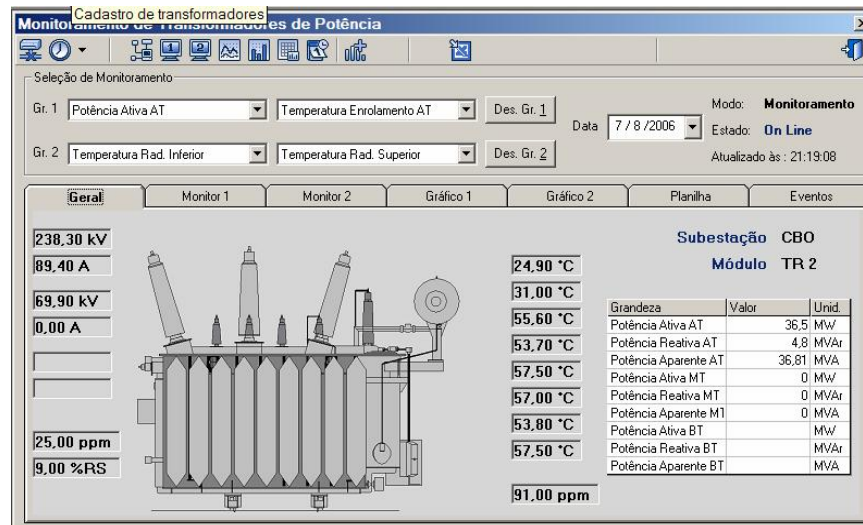 Cadastro de transformadores
Monitoramento de Transformadores de Potência
1 2
Seleção de Monitoramento
Gr. 1 Potência Ativa AT Temperatura Enrolamento AT Des. Gr. 1
Data 7 / 8 /2006
Modo: Monitoramento
Estado: On Line
Gr. 2 Temperatura Rad. Inferior Temperatura Rad. Superior Des. Gr. 2
Atualizado às : 21:19:08
Geral Monitor 1 Monitor 2 Gráfico 1 Gráfico 2 Planilha Eventos
238,30 kV
89,40 A
69,90 kV
0,00 A
25,00 ppm
9,00 %RS
24,90 °C
31,00 °C
55,60 °C
53,70 °C
57,50 °C
57,00 °C
53,80 °C
57,50 °C
91,00 ppm
Subestação CBO
Módulo TR 2
Grandeza Valor Unid.
Potência Ativa AT 36,5 MW
Potência Reativa AT 4,8 MVAr
Potência Aparente AT 36,81 MVA
Potência Ativa MT 0 MW
Potência Reativa MT 0 MVAr
Potência Aparente MT 0 MVA
Potência Ativa BT MW
Potência Reativa BT MVAr
Potência Aparente BT MVA